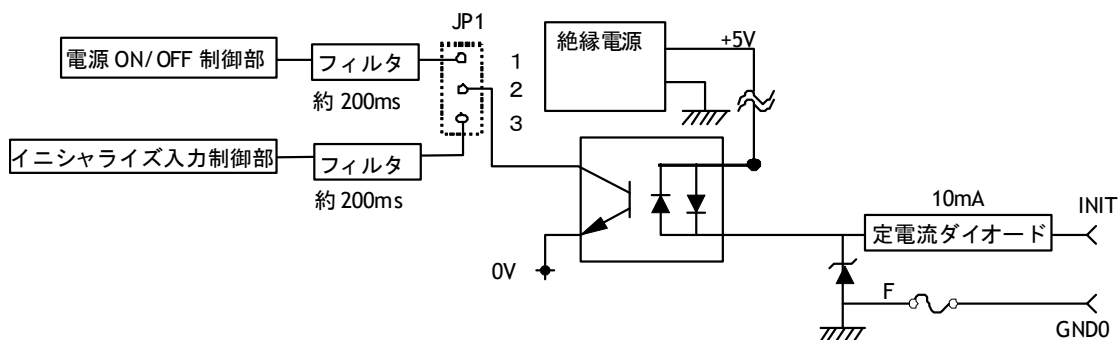 JP1
電源 ON/OFF 制御部
フィルタ
約 200ms
1
2
3
絶縁電源
+5V
イニシャライズ入力制御部
フィルタ
約 200ms
0V
10mA
定電流ダイオード
INIT
F
GND0